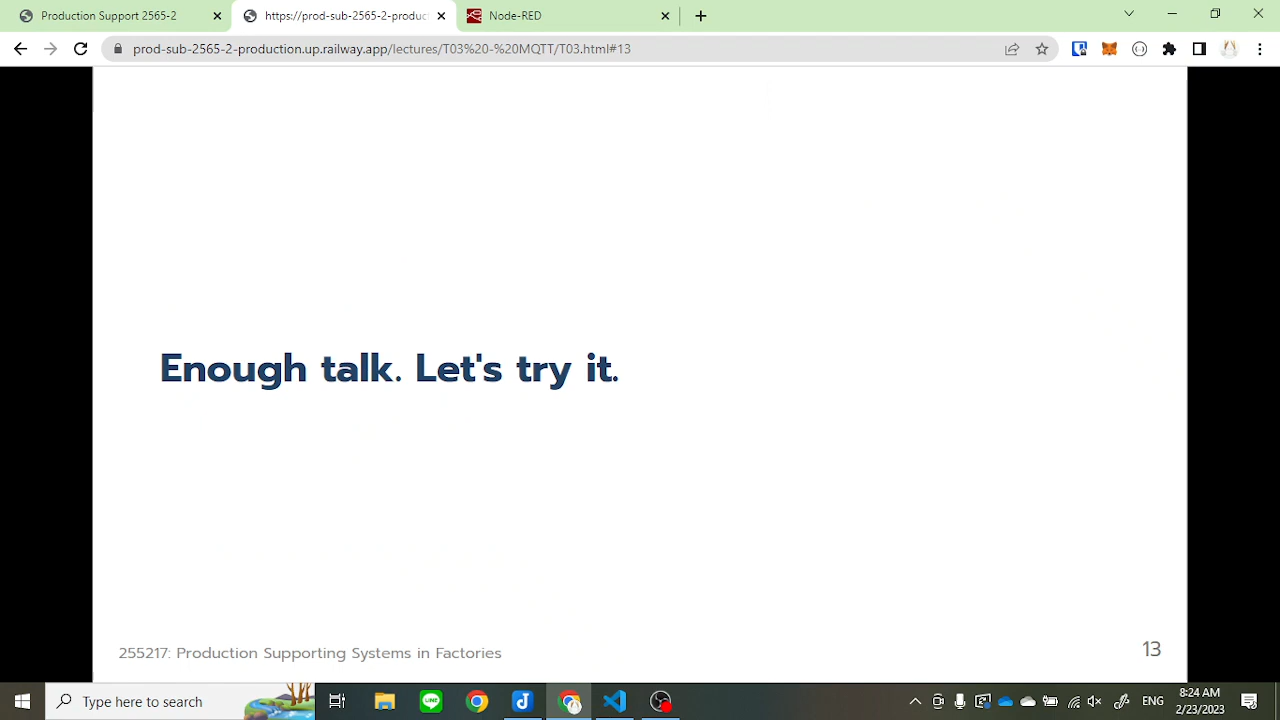 Production Support 2565-2
https://prod-sub-2565-2-produc
Node-RED
prod-sub-2565-2-production.up.railway.app/lectures/T03%20-%20MQTT/T03.html#13
Enough talk. Let's try it.
255217: Production Supporting Systems in Factories
13
Type here to search
LINE
ENG
8:24 AM
2/23/2023